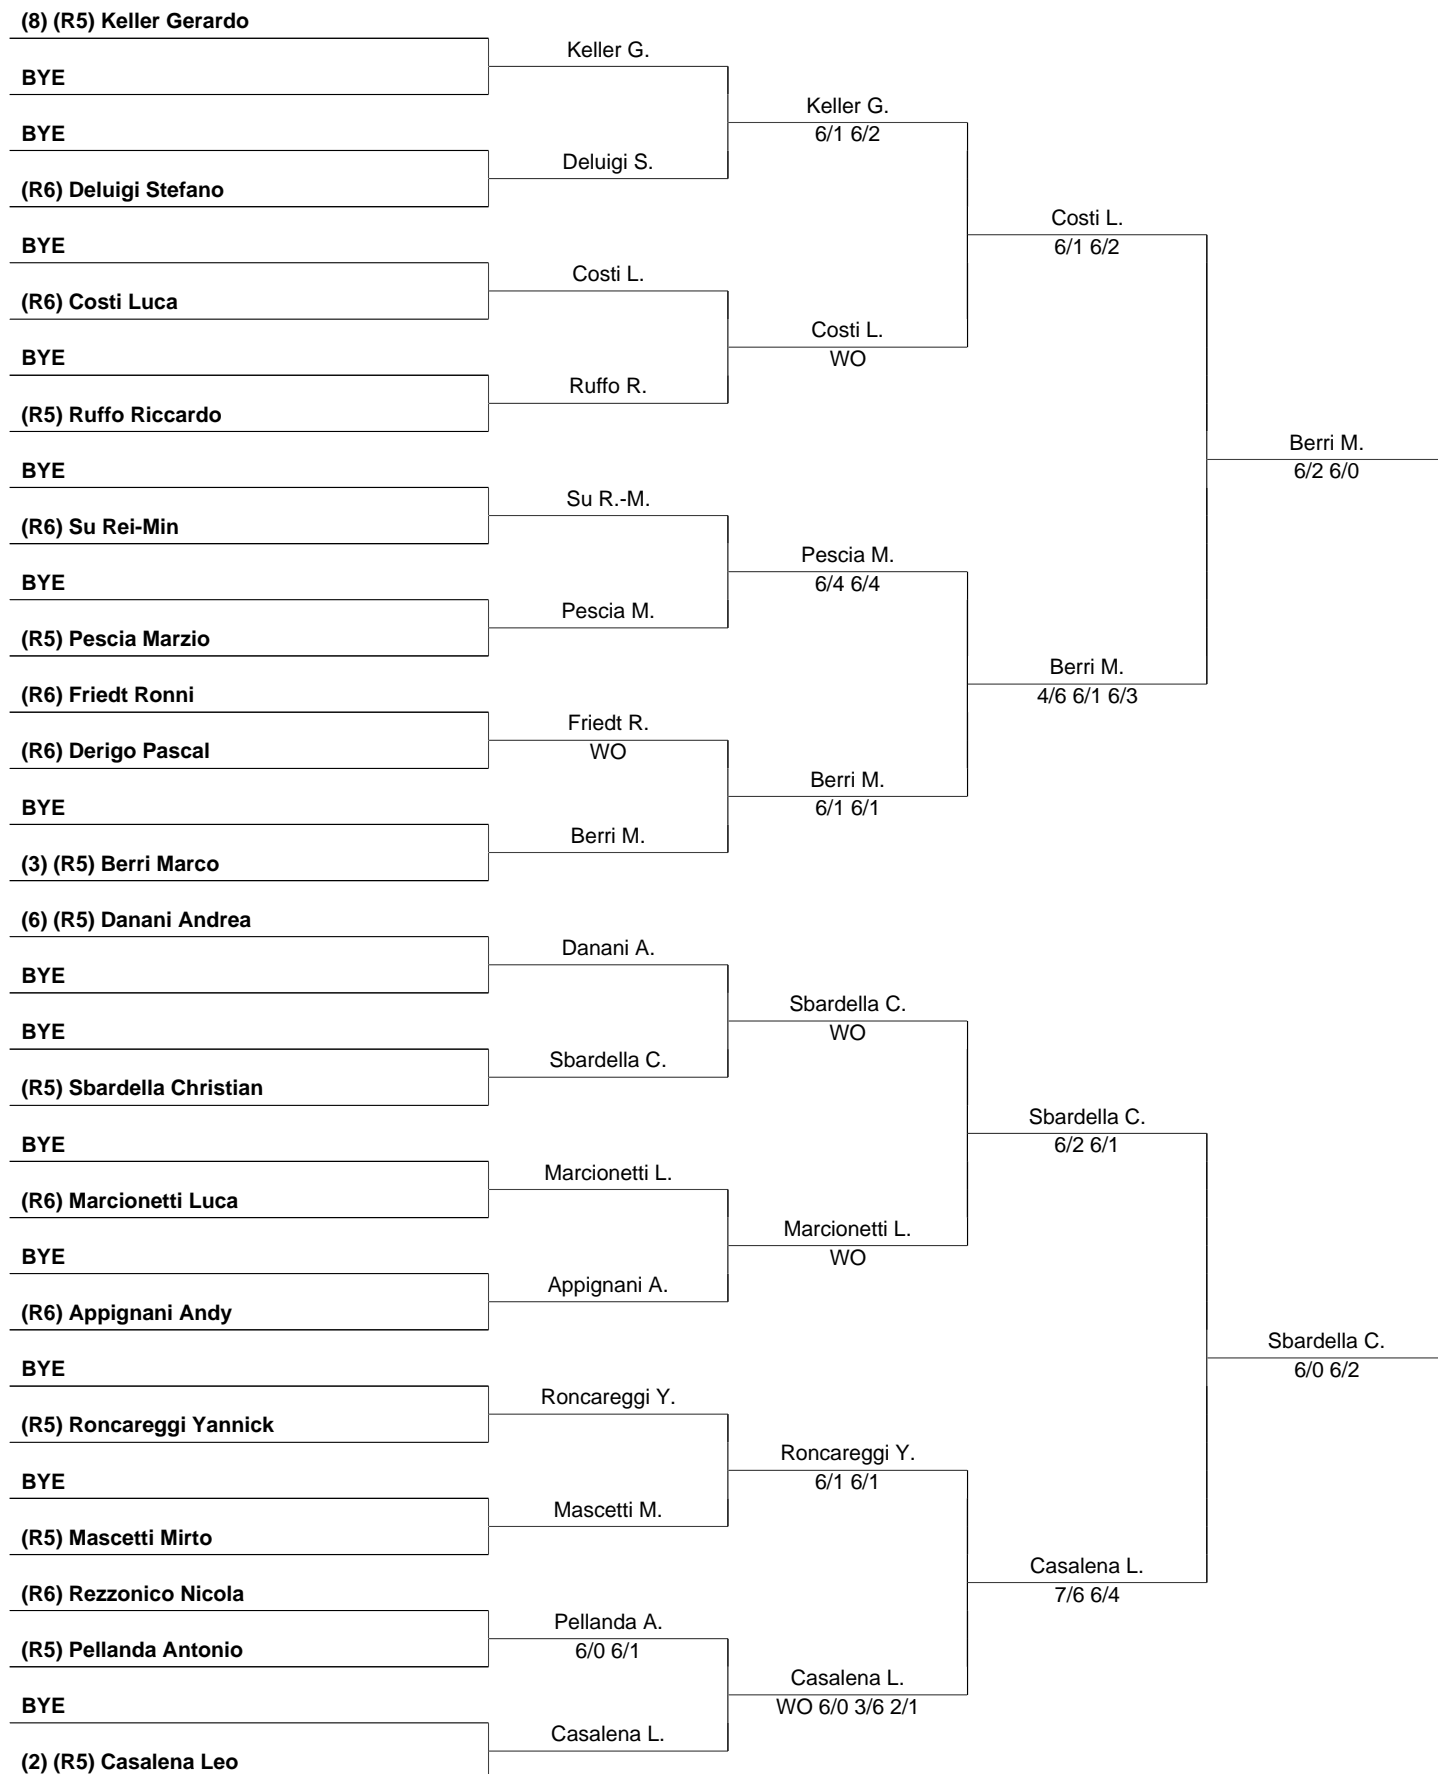 (8) (R5) Keller Gerardo
Keller G.
BYE
Keller G.
6/1 6/2
BYE
Deluigi S.
(R6) Deluigi Stefano
Costi L.
6/1 6/2
BYE
Costi L.
(R6) Costi Luca
Costi L.
WO
BYE
Ruffo R.
(R5) Ruffo Riccardo
Berri M.
6/2 6/0
BYE
Su R.-M.
(R6) Su Rei-Min
Pescia M.
6/4 6/4
BYE
Pescia M.
(R5) Pescia Marzio
Berri M.
4/6 6/1 6/3
(R6) Friedt Ronni
Friedt R.
WO
(R6) Derigo Pascal
Berri M.
6/1 6/1
BYE
Berri M.
(3) (R5) Berri Marco
(6) (R5) Danani Andrea
Danani A.
BYE
Sbardella C.
WO
BYE
Sbardella C.
(R5) Sbardella Christian
Sbardella C.
6/2 6/1
BYE
Marcionetti L.
(R6) Marcionetti Luca
Marcionetti L.
WO
BYE
Appignani A.
(R6) Appignani Andy
Sbardella C.
6/0 6/2
BYE
Roncareggi Y.
(R5) Roncareggi Yannick
Roncareggi Y.
6/1 6/1
BYE
Mascetti M.
(R5) Mascetti Mirto
Casalena L.
7/6 6/4
(R6) Rezzonico Nicola
Pellanda A.
6/0 6/1
(R5) Pellanda Antonio
Casalena L.
WO 6/0 3/6 2/1
BYE
Casalena L.
(2) (R5) Casalena Leo